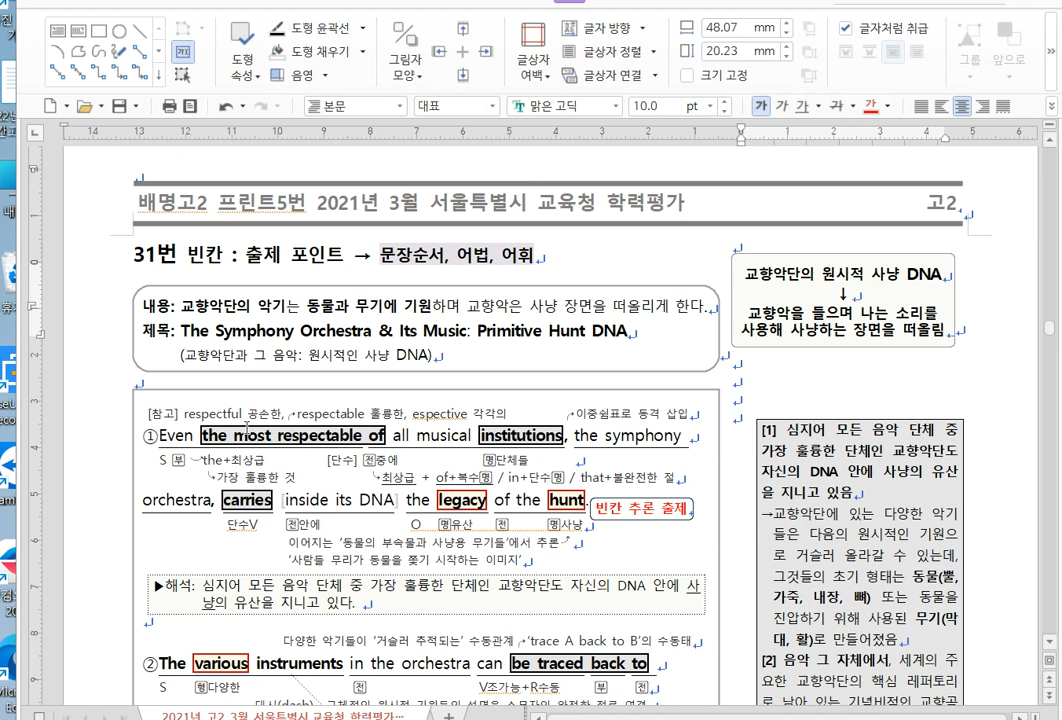 도형 윤곽선
도형 채우기
음영
도형
속성
그림자
모양
글상자
여백
글자 방향
글상자 정렬
글상자 연결
48.07 mm
20.23 mm
크기 고정
글자처럼 취급
그룹
앞으로
본문
대표
맑은 고딕
10.0 pt
가 가 가 가 가
14 13 12 11 10 9 8 7 6 5 4 3 2 1 1 2 3 4 5 6
배명고2 프린트5번 2021년 3월 서울특별시 교육청 학력평가 고2
31번 빈칸 : 출제 포인트 → 문장순서, 어법, 어휘
내용: 교향악단의 악기는 동물과 무기에 기원하며 교향악은 사냥 장면을 떠올리게 한다.
제목: The Symphony Orchestra & Its Music: Primitive Hunt DNA
(교향악단과 그 음악: 원시적인 사냥 DNA)
교향악단의 원시적 사냥 DNA
↓
교향악을 들으며 나는 소리를
사용해 사냥하는 장면을 떠올림
[참고] respectful 공손한, respectable 훌륭한, espective 각각의 이중쉼표로 동격 삽입
①Even the most respectable of all musical institutions, the symphony
S 부 the+최상급 [단수] 전중에 명단체들
가장 훌륭한 것 최상급 + of+복수명 / in+단수명 / that+불완전한 절
orchestra, carries [inside its DNA] the legacy of the hunt. 빈칸 추론 출제
단수V 전안에 O 명유산 전 명사냥
이어지는 '동물의 부속물과 사냥용 무기들'에서 추론
'사람들 무리가 동물을 쫓기 시작하는 이미지'
▶해석: 심지어 모든 음악 단체 중 가장 훌륭한 단체인 교향악단도 자신의 DNA 안에 사
냥의 유산을 지니고 있다.
다양한 악기들이 '거슬러 추적되는' 수동관계 'trace A back to B'의 수동태
②The various instruments in the orchestra can be traced back to
S 형다양한 전 V조가능+R수동 부 전
[1] 심지어 모든 음악 단체 중
가장 훌륭한 단체인 교향악단도
자신의 DNA 안에 사냥의 유산
을 지니고 있음
→교향악단에 있는 다양한 악기
들은 다음의 원시적인 기원으
로 거슬러 올라갈 수 있는데,
그것들의 초기 형태는 동물(뿔,
가죽, 내장, 뼈) 또는 동물을
진압하기 위해 사용된 무기(막
대, 활)로 만들어졌음
[2] 음악 그 자체에서, 세계의 주
요한 교향악단의 핵심 레퍼토리
2021년 고2 3월 서울특별시 교육청 학력평가…